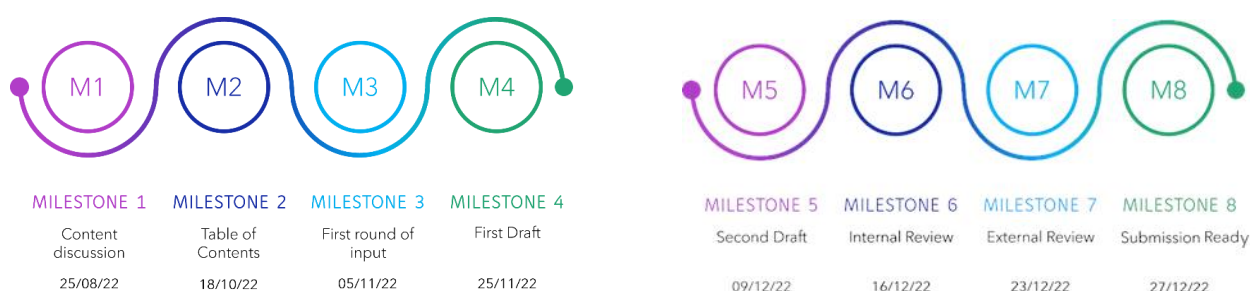 M1 M2 M3 M4 M5 M6 M7 M8
MILESTONE 1 MILESTONE 2 MILESTONE 3 MILESTONE 4 MILESTONE 5 MILESTONE 6 MILESTONE 7 MILESTONE 8
Content Table of First round of First Draft Second Draft Internal Review External Review Submission Ready
discussion Contents input
25/08/22 18/10/22 05/11/22 25/11/22 09/12/22 16/12/22 23/12/22 27/12/22